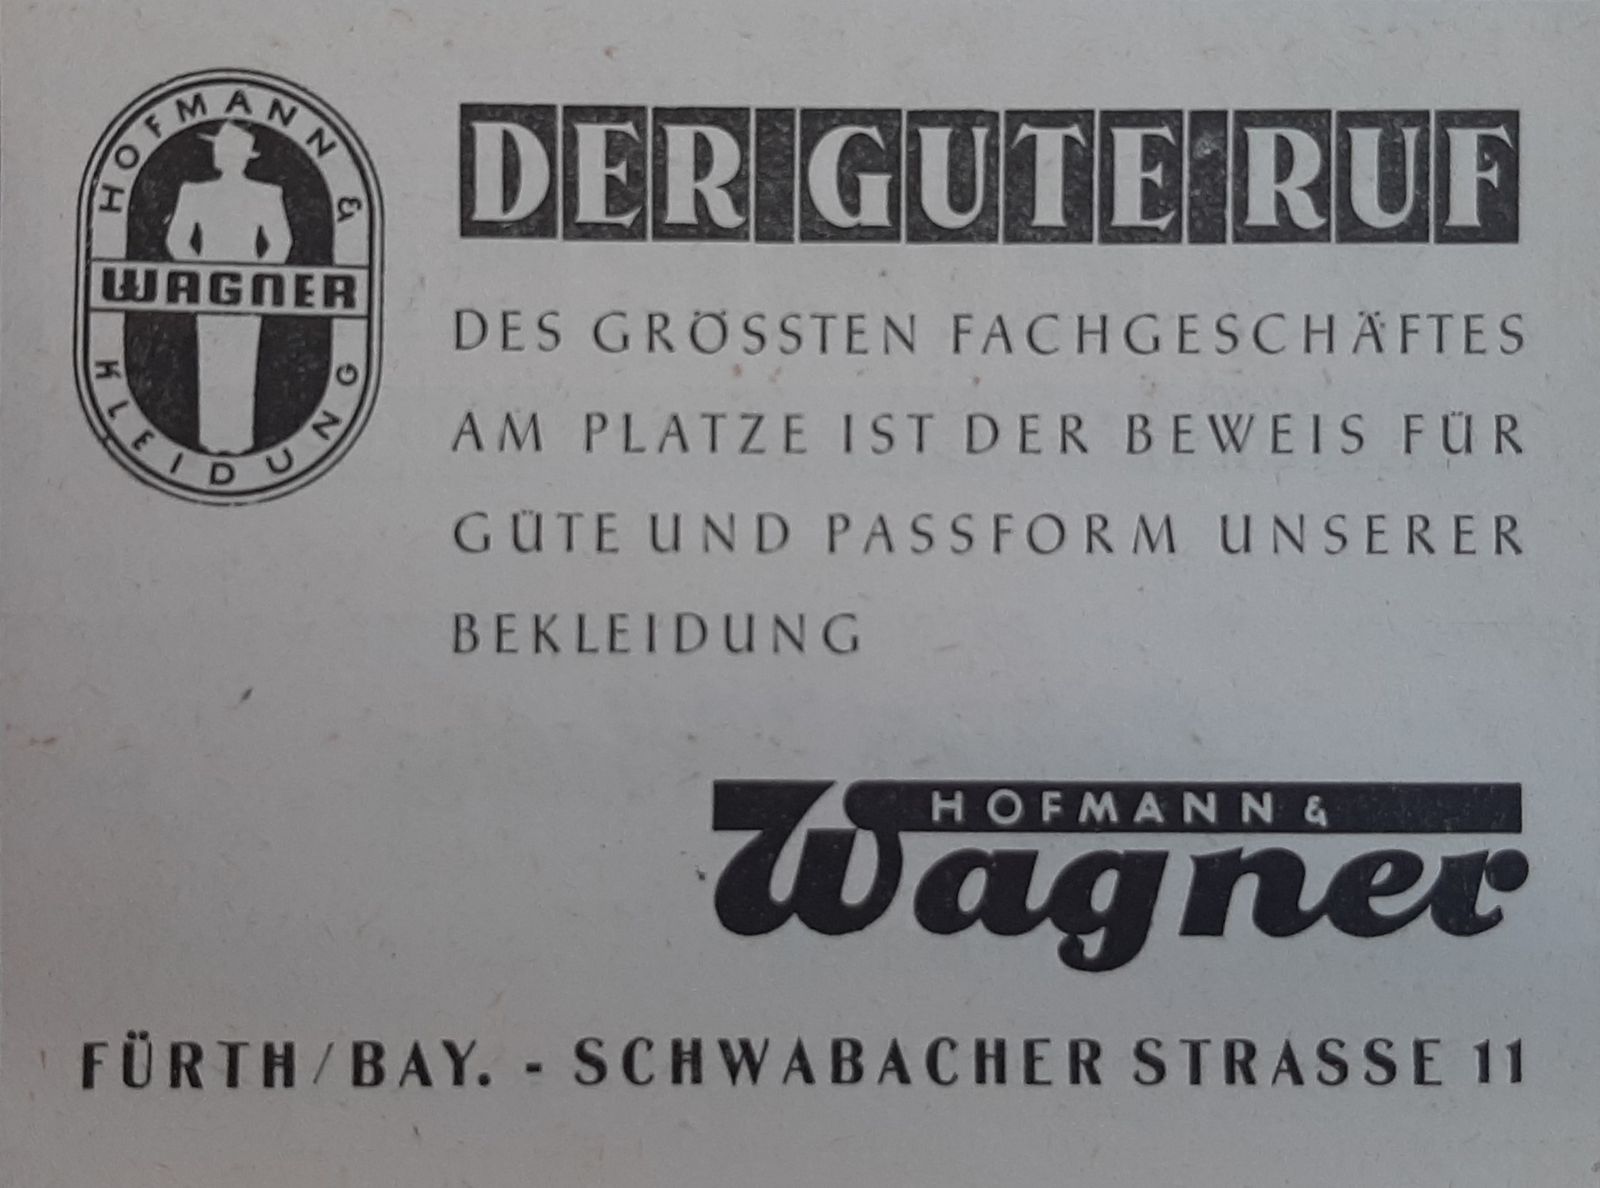 HOFMANN &
WAGNER
KLEIDUNG
DER GUTE RUF
DES GRÖSSTEN FACHGESCHÄFTES
AM PLATZE IST DER BEWEIS FÜR
GÜTE UND PASSFORM UNSERER
BEKLEIDUNG
HOFMANN &
Wagner
FÜRTH/BAY. - SCHWABACHER STRASSE 11